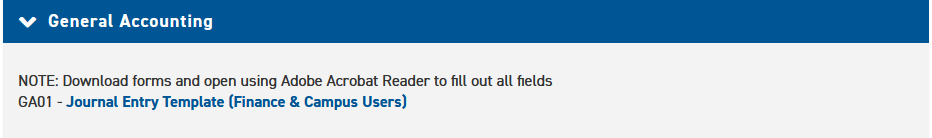 General Accounting
NOTE: Download forms and open using Adobe Acrobat Reader to fill out all fields
GA01 - Journal Entry Template (Finance & Campus Users)